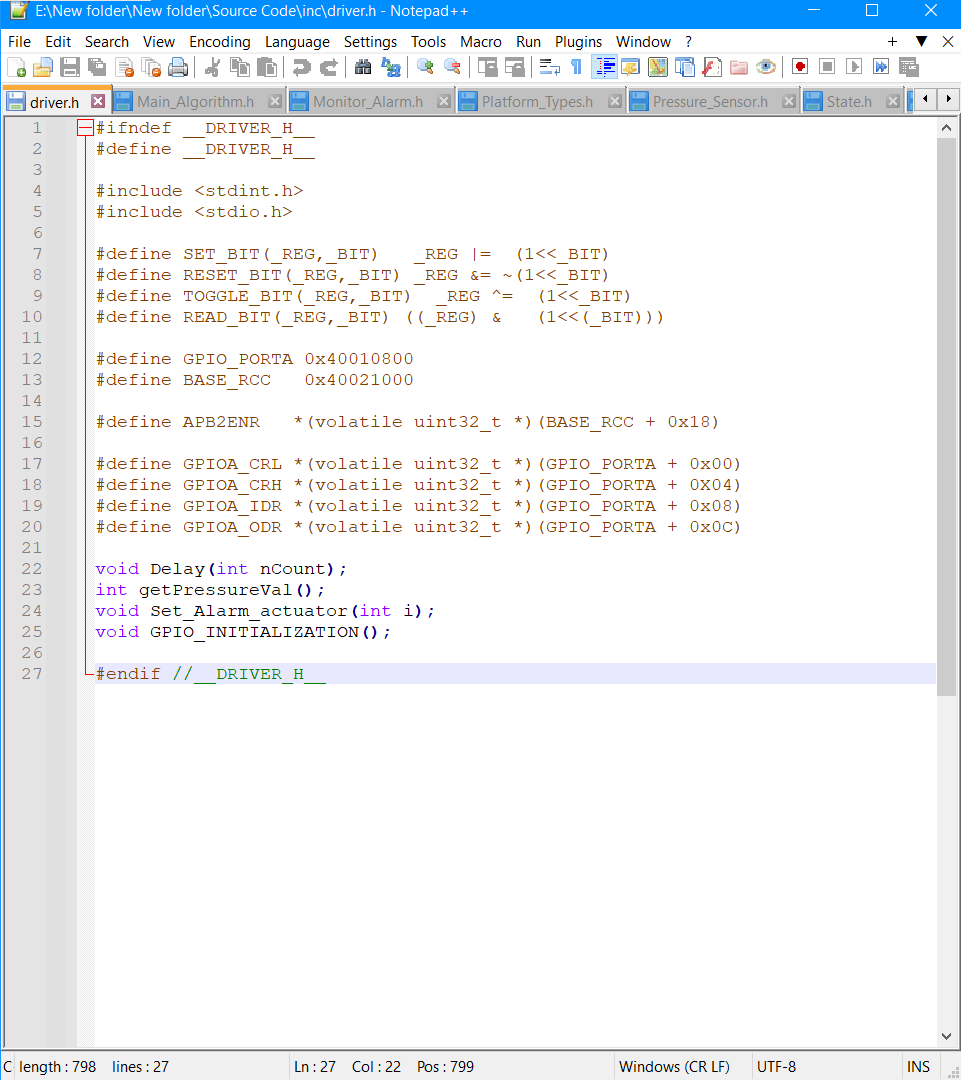 E:\New folder\New folder\Source Code\inc\driver.h - Notepad++
File Edit Search View Encoding Language Settings Tools Macro Run Plugins Window ? + ▼ X
driver.h Main_Algorithm.h Monitor_Alarm.h Platform_Types.h Pressure_Sensor.h State.h
1 #ifndef __DRIVER_H__
2 #define __DRIVER_H__
3
4 #include <stdint.h>
5 #include <stdio.h>
6
7 #define SET_BIT(_REG,_BIT)   _REG |=  (1<<_BIT)
8 #define RESET_BIT(_REG,_BIT) _REG &= ~(1<<_BIT)
9 #define TOGGLE_BIT(_REG,_BIT)  _REG ^=  (1<<_BIT)
10 #define READ_BIT(_REG,_BIT) ((_REG) &   (1<<(_BIT)))
11
12 #define GPIO_PORTA 0x40010800
13 #define BASE_RCC   0x40021000
14
15 #define APB2ENR   *(volatile uint32_t *)(BASE_RCC + 0x18)
16
17 #define GPIOA_CRL *(volatile uint32_t *)(GPIO_PORTA + 0x00)
18 #define GPIOA_CRH *(volatile uint32_t *)(GPIO_PORTA + 0x04)
19 #define GPIOA_IDR *(volatile uint32_t *)(GPIO_PORTA + 0x08)
20 #define GPIOA_ODR *(volatile uint32_t *)(GPIO_PORTA + 0x0C)
21
22 void Delay(int nCount);
23 int getPressureVal();
24 void Set_Alarm_actuator(int i);
25 void GPIO_INITIALIZATION();
26
27 #endif //__DRIVER_H__
C length : 798 lines : 27 Ln : 27 Col : 22 Pos : 799 Windows (CR LF) UTF-8 INS